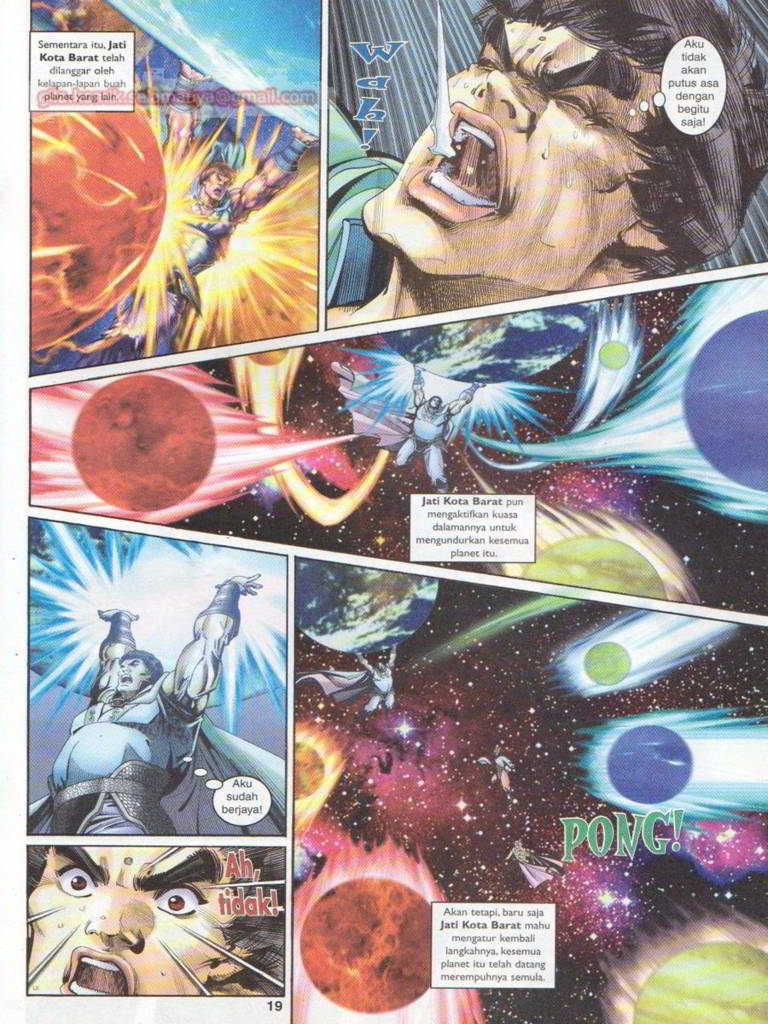 Sementara itu, Jati
Kota Barat telah
dilanggar oleh
kelapan-lapan buah
planet yang lain.
Wah!
Aku
tidak
akan
putus asa
dengan
begitu
saja!
Jati Kota Barat pun
mengaktifkan kuasa
dalamannya untuk
mengundurkan kesemua
planet itu.
Aku
sudah
berjaya!
PONG!
Ah,
tidak!
Akan tetapi, baru saja
Jati Kota Barat mahu
mengatur kembali
langkahnya, kesemua
planet itu telah datang
merempuhnya semula.
19